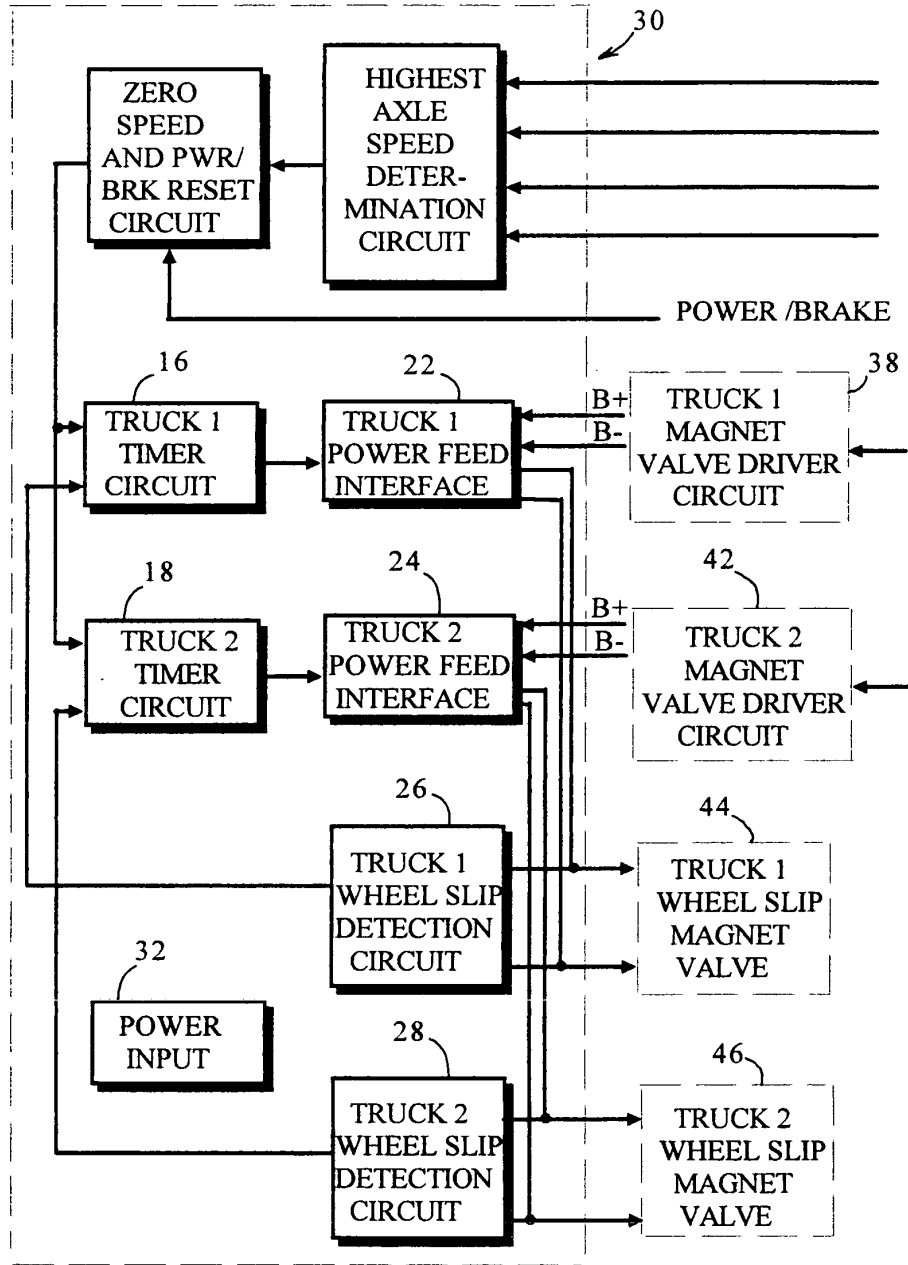 30
ZERO
SPEED
AND PWR/
BRK RESET
CIRCUIT
HIGHEST
AXLE
SPEED
DETER-
MINATION
CIRCUIT
POWER /BRAKE
16
TRUCK 1
TIMER
CIRCUIT
22
TRUCK 1
POWER FEED
INTERFACE
B+
B-
38
TRUCK 1
MAGNET
VALVE DRIVER
CIRCUIT
18
TRUCK 2
TIMER
CIRCUIT
24
TRUCK 2
POWER FEED
INTERFACE
B+
B-
42
TRUCK 2
MAGNET
VALVE DRIVER
CIRCUIT
26
TRUCK 1
WHEEL SLIP
DETECTION
CIRCUIT
44
TRUCK 1
WHEEL SLIP
MAGNET
VALVE
32
POWER
INPUT
28
TRUCK 2
WHEEL SLIP
DETECTION
CIRCUIT
46
TRUCK 2
WHEEL SLIP
MAGNET
VALVE